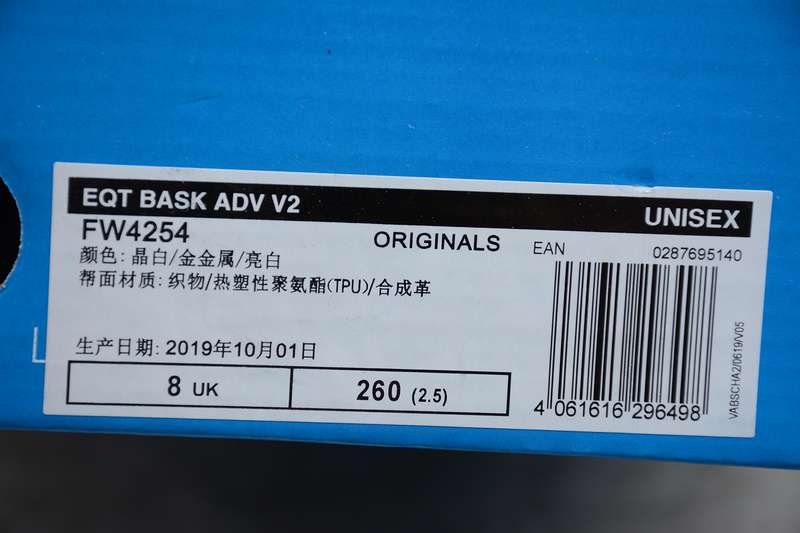 EQT BASK ADV V2
UNISEX
FW4254
ORIGINALS
EAN
0287695140
颜色: 晶白/金金属/亮白
帮面材质: 织物/热塑性聚氨酯(TPU)/合成革
生产日期: 2019年10月01日
8 UK
260 (2.5)
4 061616 296498
VABSCHA2/0619/V05